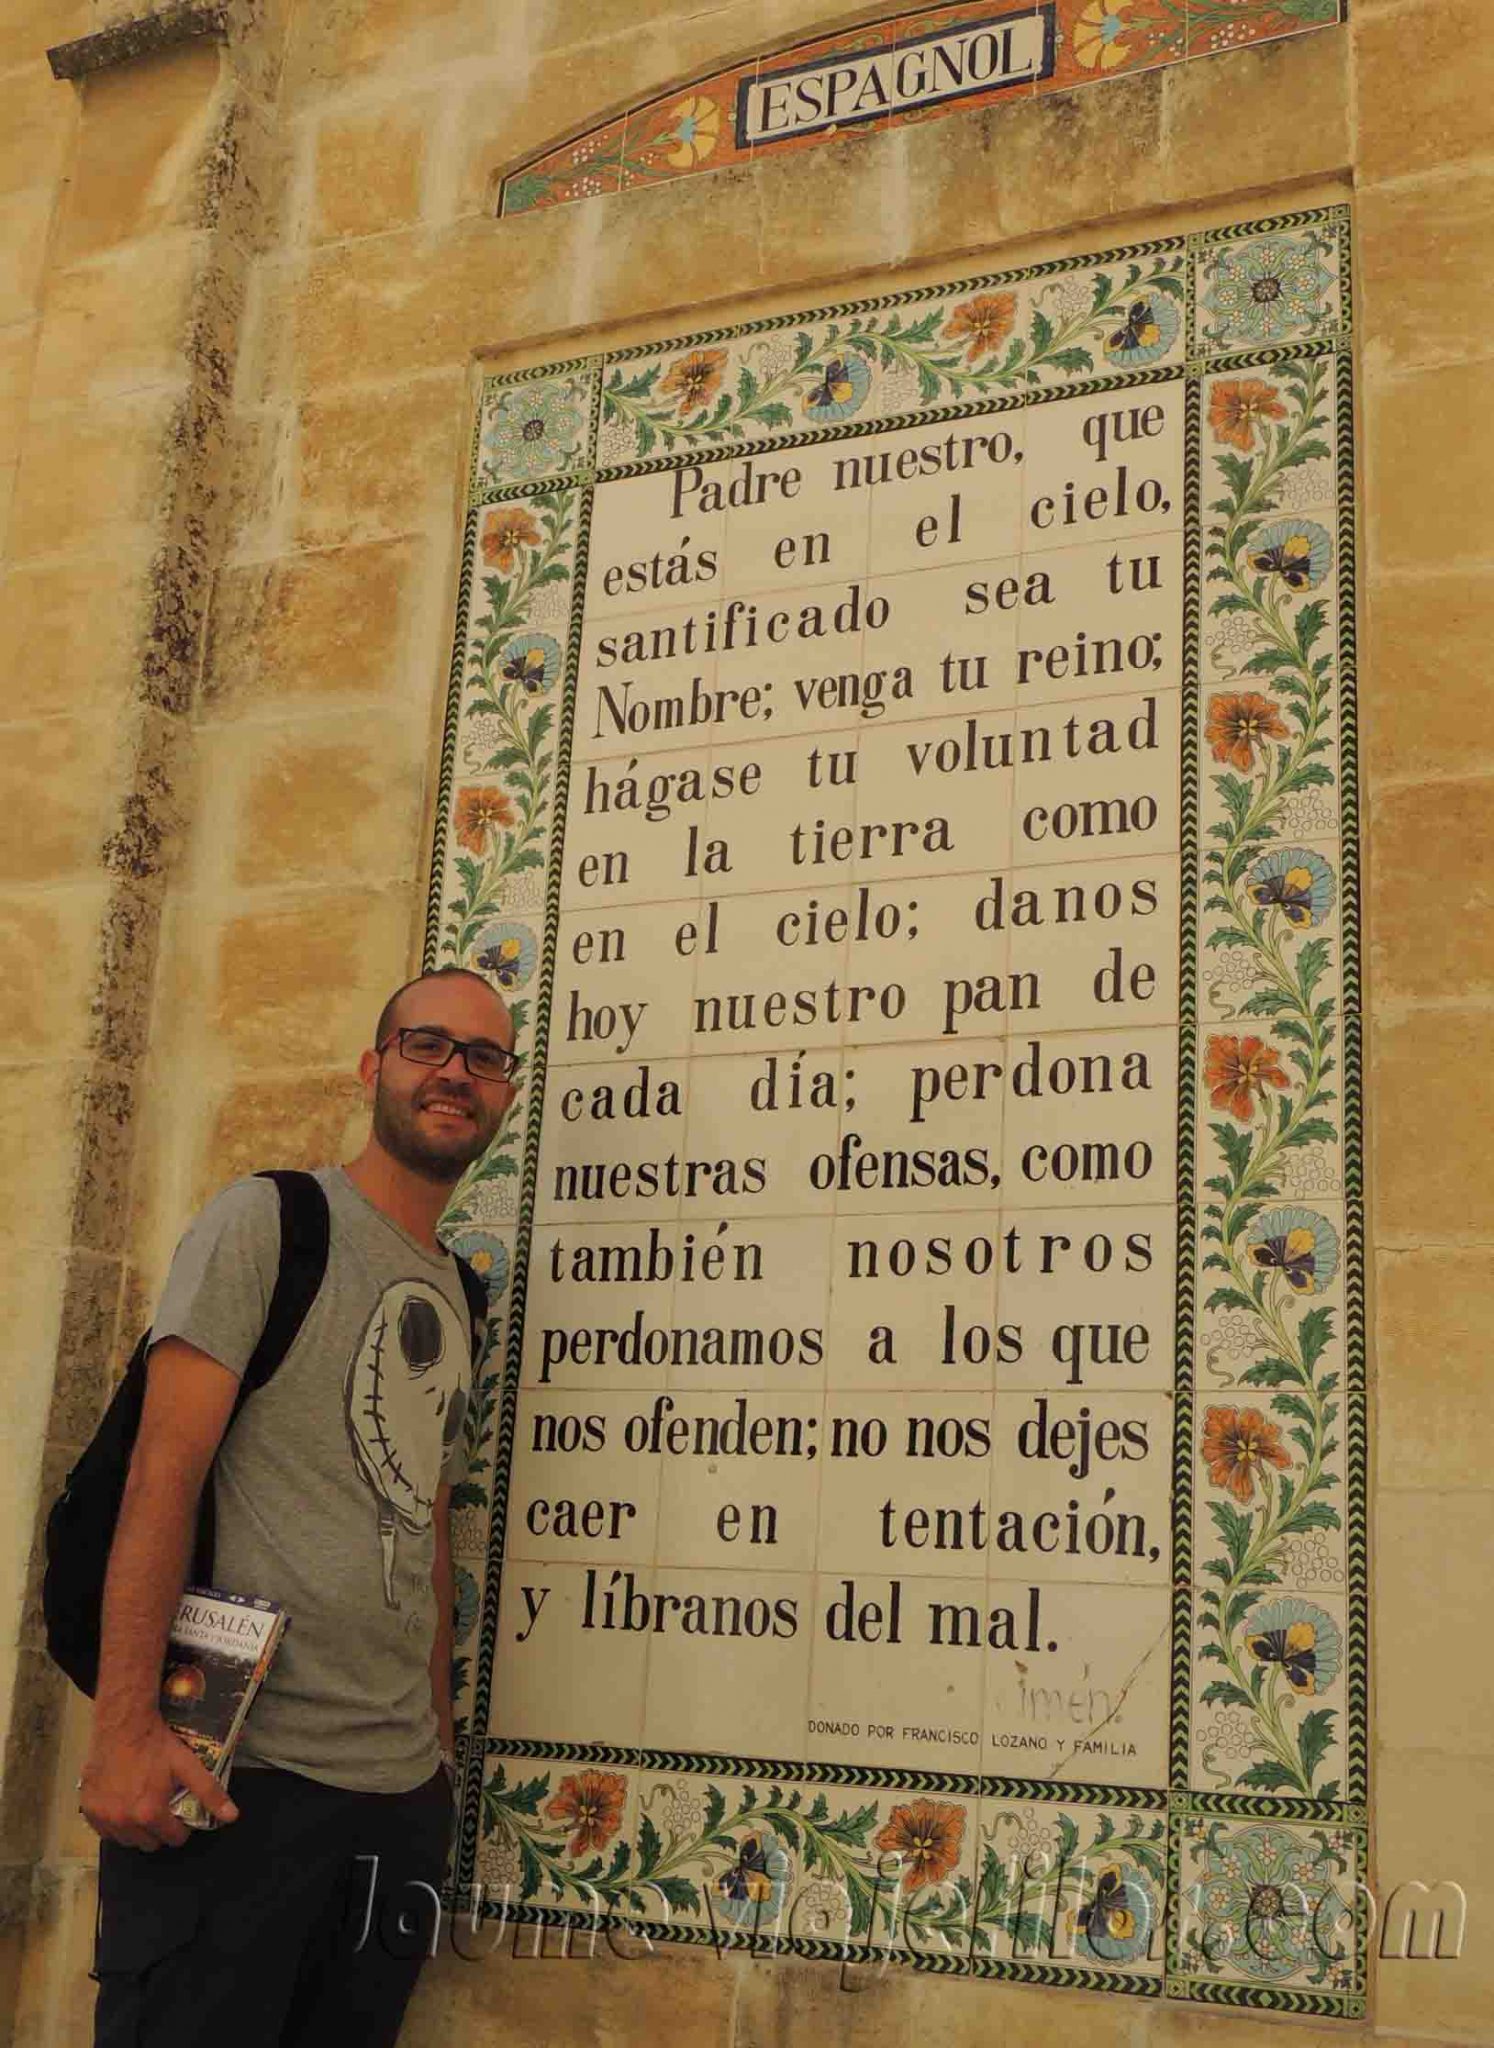 ESPAGNOL
Padre nuestro, que
estás en el cielo,
santificado sea tu
Nombre; venga tu reino;
hágase tu voluntad
en la tierra como
en el cielo; danos
hoy nuestro pan de
cada día; perdona
nuestras ofensas, como
también nosotros
perdonamos a los que
nos ofenden; no nos dejes
caer en tentación,
y líbranos del mal.
DONADO POR FRANCISCO LOZANO Y FAMILIA